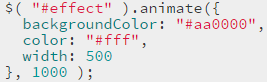 $( "#effect" ).animate({
  backgroundColor: "#aa0000",
  color: "#fff",
  width: 500
}, 1000 );